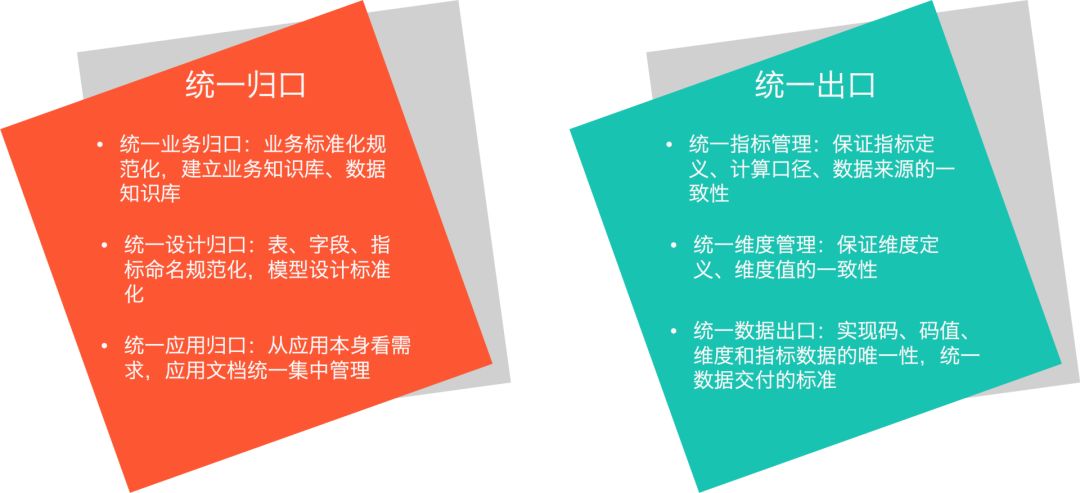 统一归口
• 统一业务归口：业务标准化规
范化，建立业务知识库、数据
知识库
• 统一设计归口：表、字段、指
标命名规范化，模型设计标准
化
• 统一应用归口：从应用本身看需
求，应用文档统一集中管理
统一出口
• 统一指标管理：保证指标定
义、计算口径、数据来源的一
致性
• 统一维度管理：保证维度定
义、维度值的一致性
• 统一数据出口：实现码、码值、
维度和指标数据的唯一性，统一
数据交付的标准